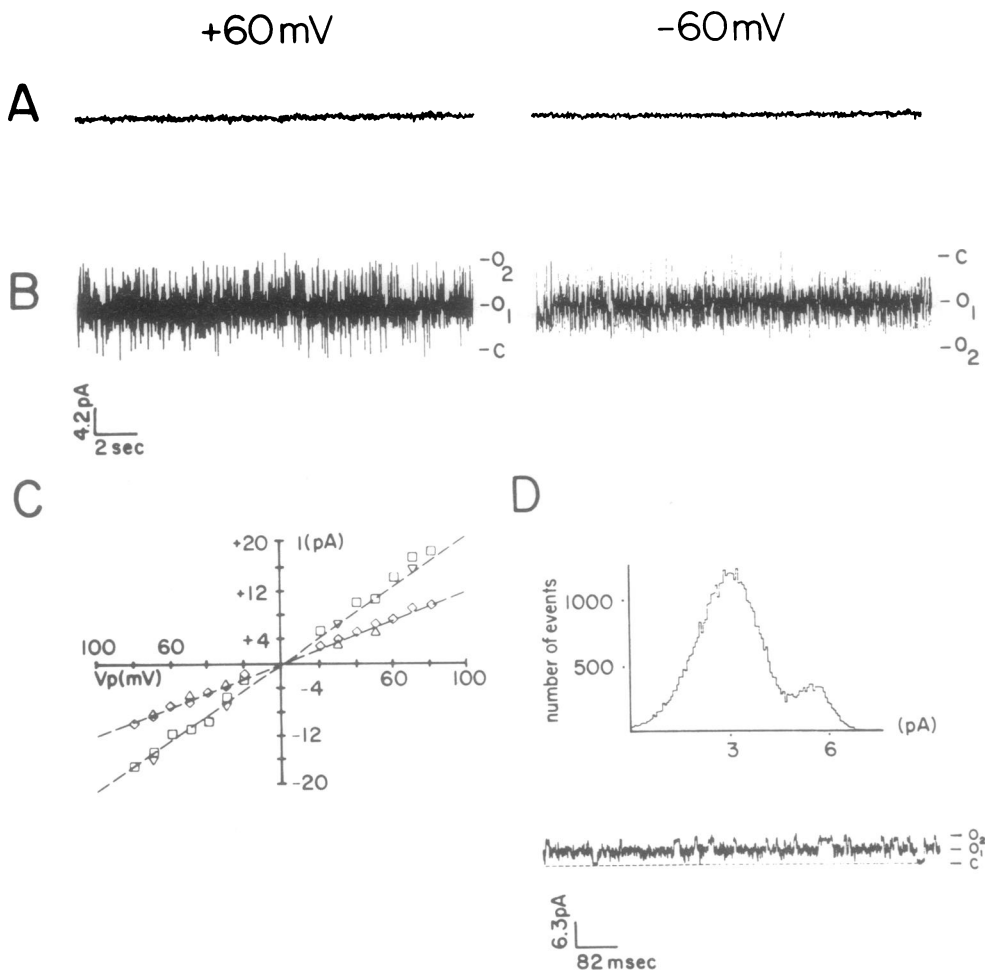 +60mV
-60mV
A
B
-O2
-O1
-C
-C
-O1
-O2
4.2pA
2 sec
C
D
+20
I(pA)
+12
+4
100
60
Vp(mV)
60
100
-4
-12
-20
number of events
1000
500
3
6
(pA)
-O2
-O1
-C
6.3pA
82 msec